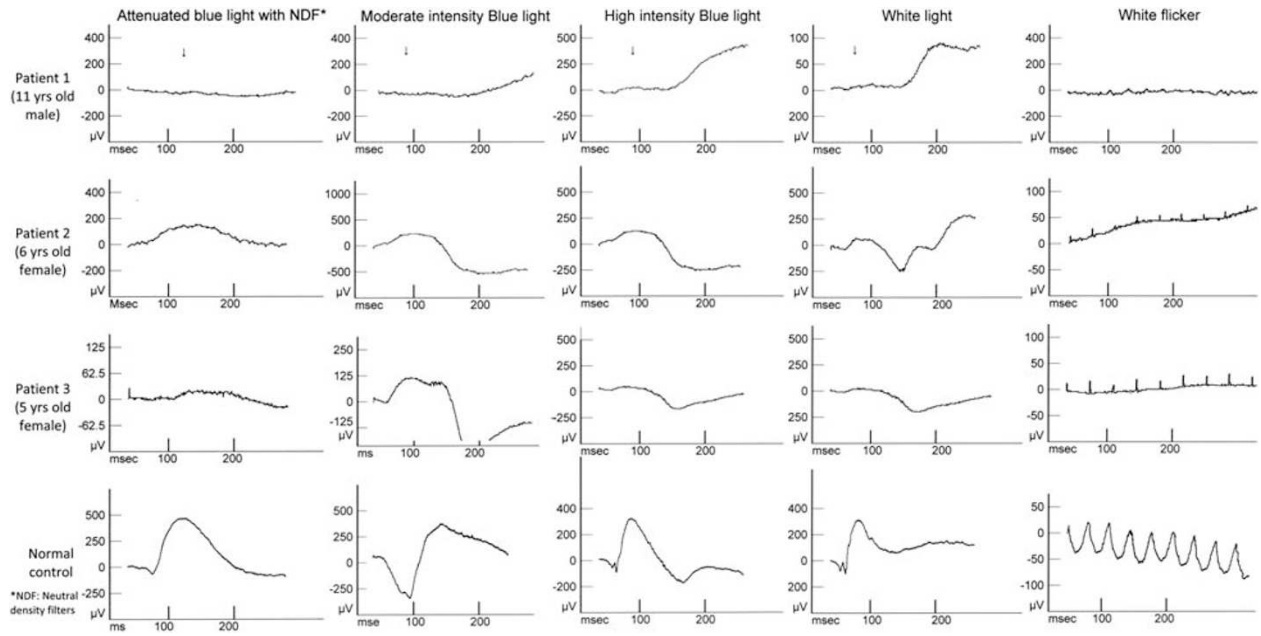 Attenuated blue light with NDF*
Moderate intensity Blue light
High intensity Blue light
White light
White flicker
Patient 1
(11 yrs old
male)
400
200
0
-200
µV
msec 100 200
400
200
0
-200
µV
msec 100 200
500
250
0
-250
µV
msec 100 200
100
50
0
200
µV
msec 100 200
400
200
0
-200
µV
msec 100 200
Patient 2
(6 yrs old
female)
400
200
0
-200
µV
Msec 100 200
1000
500
0
-500
µV
msec 100 200
500
250
0
-250
µV
msec 100 200
500
250
0
250
µV
msec 100 200
100
50
0
-50
µV
msec 100 200
Patient 3
(5 yrs old
female)
125
62.5
0
-62.5
µV
msec 100 200
250
125
0
-125
µV
ms 100 200
500
250
0
-250
µV
msec 100 200
500
250
0
250
µV
msec 100 200
100
50
0
-50
µV
msec 100 200
Normal
control
*NDF: Neutral
density filters
500
250
0
-250
µV
ms 100 200
500
250
0
-250
µV
mse 100 200
400
200
0
200
µV
msec 100 200
400
200
0
200
µV
msec 100 200
50
0
-50
-100
µV
msec 100 200